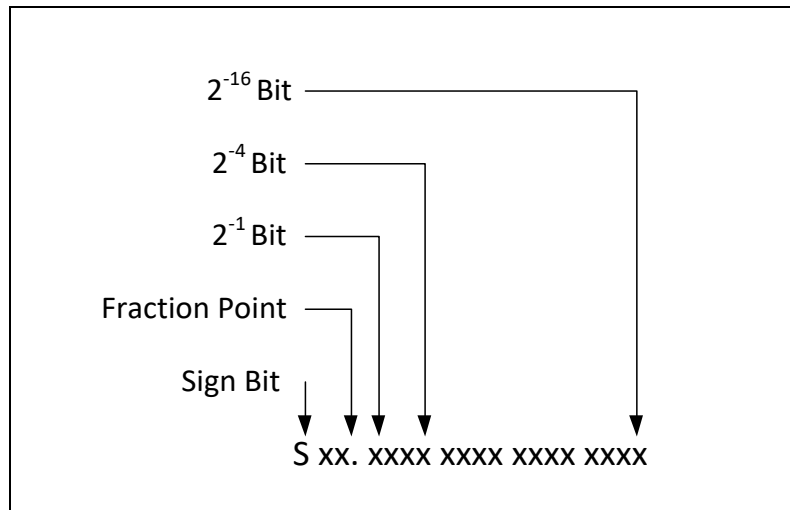 2⁻¹⁶ Bit
2⁻⁴ Bit
2⁻¹ Bit
Fraction Point
Sign Bit
S xx. xxxx xxxx xxxx xxxx